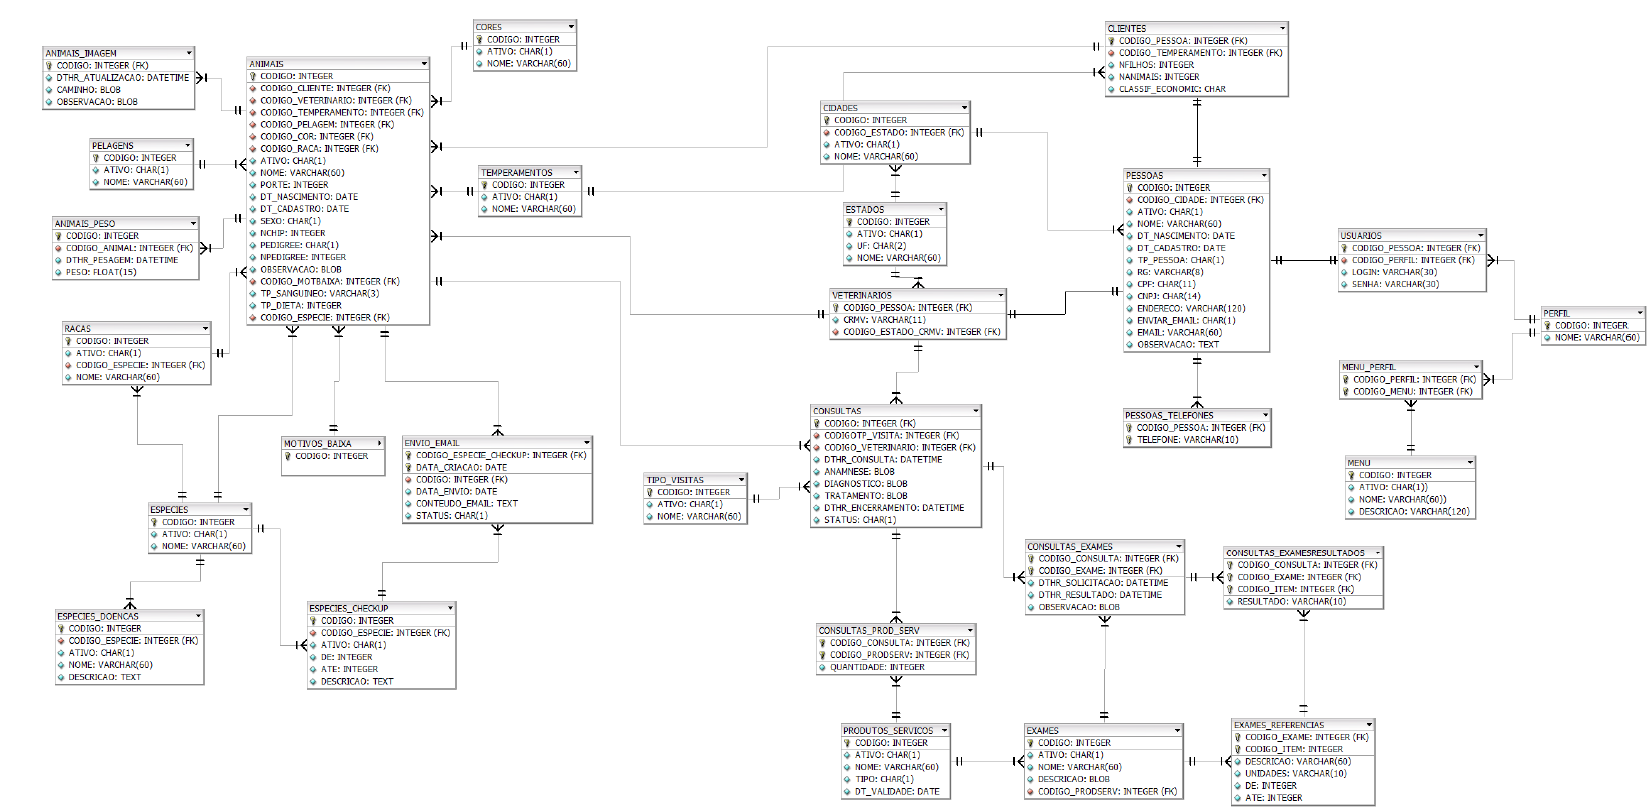 CORES
CODIGO: INTEGER
ATIVO: CHAR(1)
NOME: VARCHAR(60)
CLIENTES
CODIGO_PESSOA: INTEGER (FK)
CODIGO_TEMPERAMENTO: INTEGER (FK)
NFILHOS: INTEGER
NANIMAIS: INTEGER
CLASSIF_ECONOMIC: CHAR
ANIMAIS_IMAGEM
CODIGO: INTEGER (FK)
DTHR_ATUALIZACAO: DATETIME
CAMINHO: BLOB
OBSERVACAO: BLOB
ANIMAIS
CODIGO: INTEGER
CODIGO_CLIENTE: INTEGER (FK)
CODIGO_VETERINARIO: INTEGER (FK)
CODIGO_TEMPERAMENTO: INTEGER (FK)
CODIGO_PELAGEM: INTEGER (FK)
CODIGO_COR: INTEGER (FK)
CODIGO_RACA: INTEGER (FK)
ATIVO: CHAR(1)
NOME: VARCHAR(60)
PORTE: INTEGER
DT_NASCIMENTO: DATE
DT_CADASTRO: DATE
SEXO: CHAR(1)
NCHIP: INTEGER
PEDIGREE: CHAR(1)
NPEDIGREE: INTEGER
OBSERVACAO: BLOB
CODIGO_MOTBAIXA: INTEGER (FK)
TP_SANGUINEO: VARCHAR(3)
TP_DIETA: INTEGER
CODIGO_ESPECIE: INTEGER (FK)
CIDADES
CODIGO: INTEGER
CODIGO_ESTADO: INTEGER (FK)
ATIVO: CHAR(1)
NOME: VARCHAR(60)
PELAGENS
CODIGO: INTEGER
ATIVO: CHAR(1)
NOME: VARCHAR(60)
TEMPERAMENTOS
CODIGO: INTEGER
ATIVO: CHAR(1)
NOME: VARCHAR(60)
PESSOAS
CODIGO: INTEGER
CODIGO_CIDADE: INTEGER (FK)
ATIVO: CHAR(1)
NOME: VARCHAR(60)
DT_NASCIMENTO: DATE
DT_CADASTRO: DATE
TP_PESSOA: CHAR(1)
RG: VARCHAR(8)
CPF: CHAR(11)
CNPJ: CHAR(14)
ENDERECO: VARCHAR(120)
ENVIAR_EMAIL: CHAR(1)
EMAIL: VARCHAR(60)
OBSERVACAO: TEXT
ESTADOS
CODIGO: INTEGER
ATIVO: CHAR(1)
UF: CHAR(2)
NOME: VARCHAR(60)
ANIMAIS_PESO
CODIGO: INTEGER
CODIGO_ANIMAL: INTEGER (FK)
DTHR_PESAGEM: DATETIME
PESO: FLOAT(15)
USUARIOS
CODIGO_PESSOA: INTEGER (FK)
CODIGO_PERFIL: INTEGER (FK)
LOGIN: VARCHAR(30)
SENHA: VARCHAR(30)
VETERINARIOS
CODIGO_PESSOA: INTEGER (FK)
CRMV: VARCHAR(11)
CODIGO_ESTADO_CRMV: INTEGER (FK)
PERFIL
CODIGO: INTEGER
NOME: VARCHAR(60)
RACAS
CODIGO: INTEGER
ATIVO: CHAR(1)
CODIGO_ESPECIE: INTEGER (FK)
NOME: VARCHAR(60)
MENU_PERFIL
CODIGO_PERFIL: INTEGER (FK)
CODIGO_MENU: INTEGER (FK)
CONSULTAS
CODIGO: INTEGER (FK)
CODIGOTP_VISITA: INTEGER (FK)
CODIGO_VETERINARIO: INTEGER (FK)
DTHR_CONSULTA: DATETIME
ANAMNESE: BLOB
DIAGNOSTICO: BLOB
TRATAMENTO: BLOB
DTHR_ENCERRAMENTO: DATETIME
STATUS: CHAR(1)
PESSOAS_TELEFONES
CODIGO_PESSOA: INTEGER (FK)
TELEFONE: VARCHAR(10)
MOTIVOS_BAIXA
CODIGO: INTEGER
ENVIO_EMAIL
CODIGO_ESPECIE_CHECKUP: INTEGER (FK)
DATA_CRIACAO: DATE
CODIGO: INTEGER (FK)
DATA_ENVIO: DATE
CONTEUDO_EMAIL: TEXT
STATUS: CHAR(1)
MENU
CODIGO: INTEGER
ATIVO: CHAR(1))
NOME: VARCHAR(60))
DESCRICAO: VARCHAR(120)
TIPO_VISITAS
CODIGO: INTEGER
ATIVO: CHAR(1)
NOME: VARCHAR(60)
ESPECIES
CODIGO: INTEGER
ATIVO: CHAR(1)
NOME: VARCHAR(60)
CONSULTAS_EXAMES
CODIGO_CONSULTA: INTEGER (FK)
CODIGO_EXAME: INTEGER (FK)
DTHR_SOLICITACAO: DATETIME
DTHR_RESULTADO: DATETIME
OBSERVACAO: BLOB
CONSULTAS_EXAMESRESULTADOS
CODIGO_CONSULTA: INTEGER (FK)
CODIGO_EXAME: INTEGER (FK)
CODIGO_ITEM: INTEGER (FK)
RESULTADO: VARCHAR(10)
ESPECIES_DOENCAS
CODIGO: INTEGER
CODIGO_ESPECIE: INTEGER (FK)
ATIVO: CHAR(1)
NOME: VARCHAR(60)
DESCRICAO: TEXT
ESPECIES_CHECKUP
CODIGO: INTEGER
CODIGO_ESPECIE: INTEGER (FK)
ATIVO: CHAR(1)
DE: INTEGER
ATE: INTEGER
DESCRICAO: TEXT
CONSULTAS_PROD_SERV
CODIGO_CONSULTA: INTEGER (FK)
CODIGO_PRODSERV: INTEGER (FK)
QUANTIDADE: INTEGER
PRODUTOS_SERVICOS
CODIGO: INTEGER
ATIVO: CHAR(1)
NOME: VARCHAR(60)
TIPO: CHAR(1)
DT_VALIDADE: DATE
EXAMES
CODIGO: INTEGER
ATIVO: CHAR(1)
NOME: VARCHAR(60)
DESCRICAO: BLOB
CODIGO_PRODSERV: INTEGER (FK)
EXAMES_REFERENCIAS
CODIGO_EXAME: INTEGER (FK)
CODIGO_ITEM: INTEGER
DESCRICAO: VARCHAR(60)
UNIDADES: VARCHAR(10)
DE: INTEGER
ATE: INTEGER